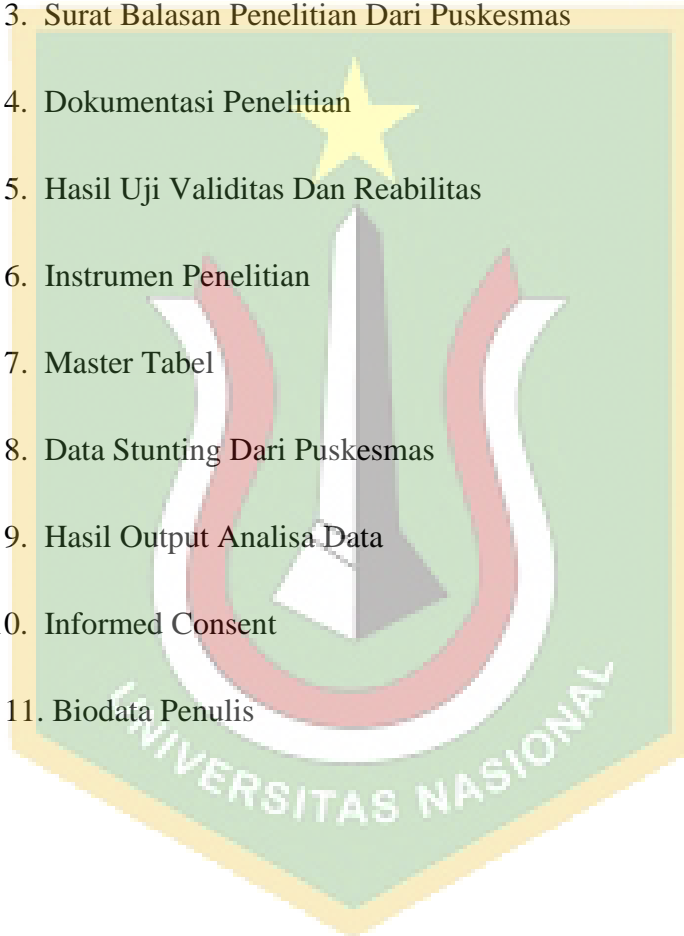 3. Surat Balasan Penelitian Dari Puskesmas
4. Dokumentasi Penelitian
5. Hasil Uji Validitas Dan Reabilitas
6. Instrumen Penelitian
7. Master Tabel
8. Data Stunting Dari Puskesmas
9. Hasil Output Analisa Data
0. Informed Consent
11. Biodata Penulis
UNIVERSITAS NASIONAL